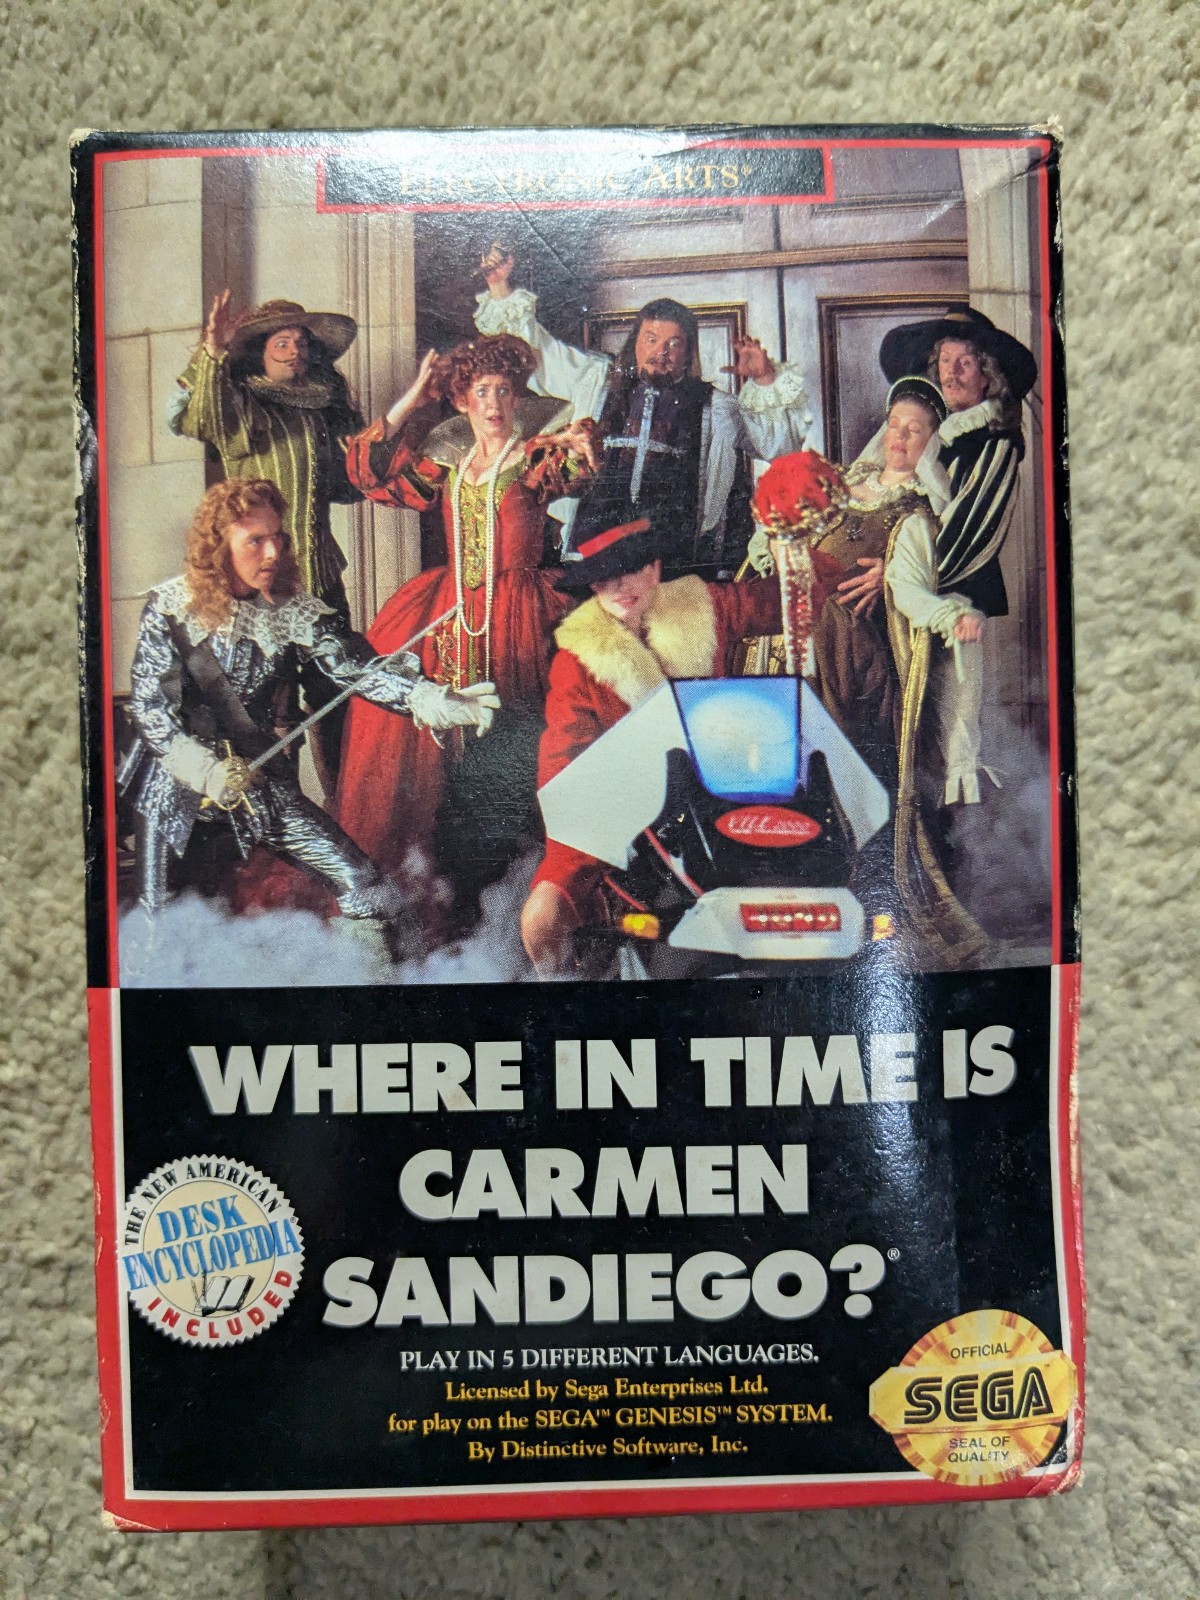 ELECTRONIC ARTS®
WHERE IN TIME IS
CARMEN
SANDIEGO?®
THE NEW AMERICAN
DESK
ENCYCLOPEDIA®
INCLUDED
PLAY IN 5 DIFFERENT LANGUAGES.
Licensed by Sega Enterprises Ltd.
for play on the SEGA™ GENESIS™ SYSTEM.
By Distinctive Software, Inc.
OFFICIAL
SEGA
SEAL OF
QUALITY